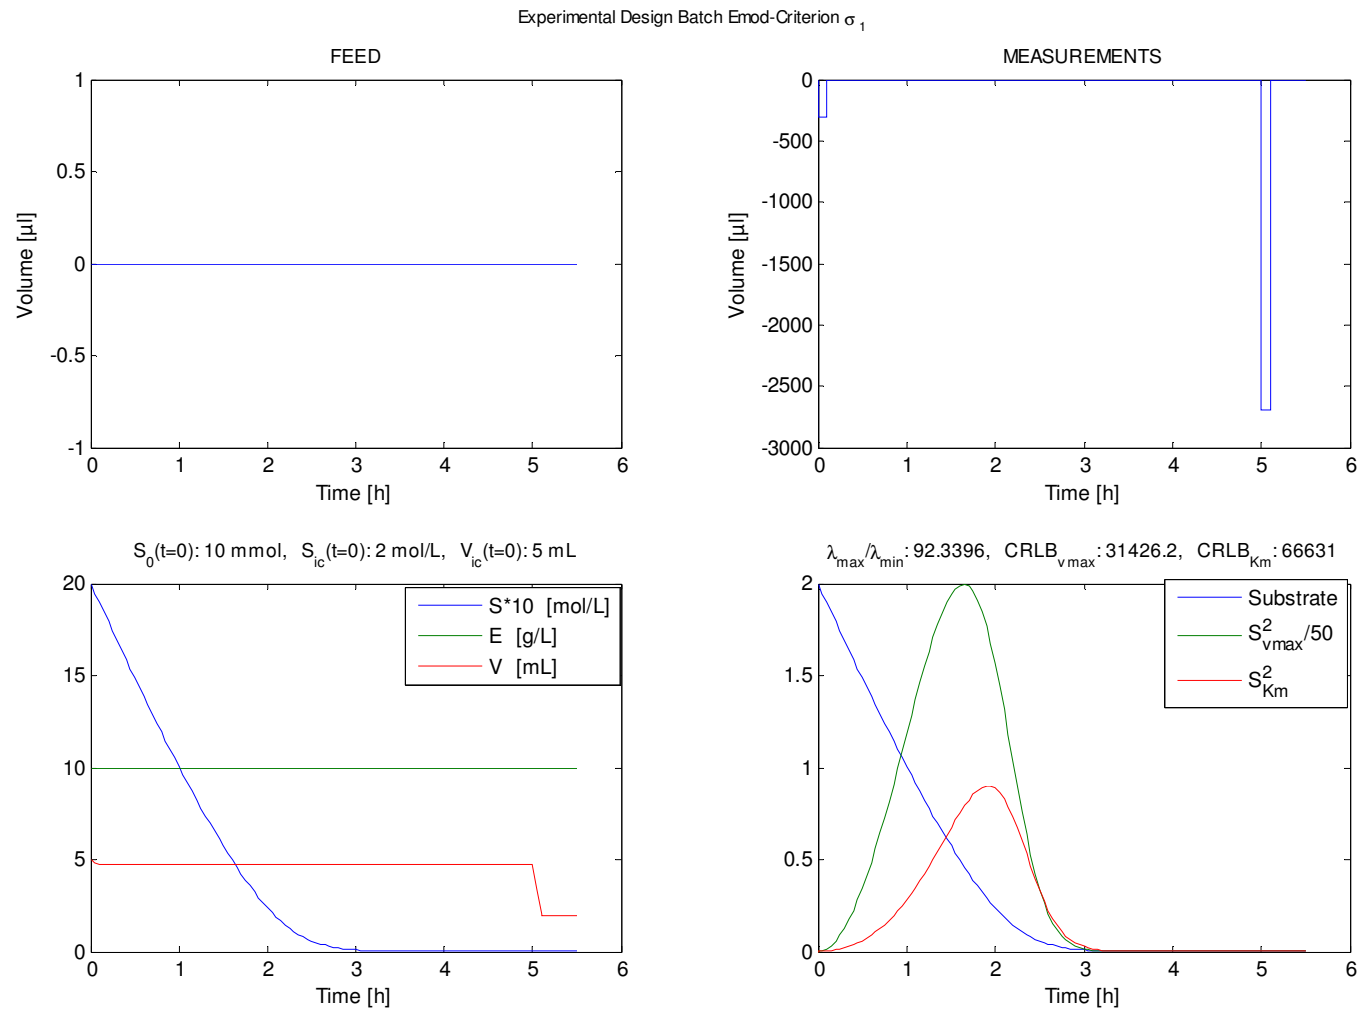 Experimental Design Batch Emod-Criterion σ1
FEED
1
0.5
0
-0.5
-1
Volume [µl]
0 1 2 3 4 5 6
Time [h]
MEASUREMENTS
0
-500
-1000
-1500
-2000
-2500
-3000
Volume [µl]
0 1 2 3 4 5 6
Time [h]
S0(t=0): 10 mmol, Sic(t=0): 2 mol/L, Vic(t=0): 5 mL
20
15
10
5
0
S*10 [mol/L]
E [g/L]
V [mL]
0 1 2 3 4 5 6
Time [h]
λmax/λmin: 92.3396, CRLBvmax: 31426.2, CRLBKm: 66631
2
1.5
1
0.5
0
Substrate
S²vmax/50
S²Km
0 1 2 3 4 5 6
Time [h]